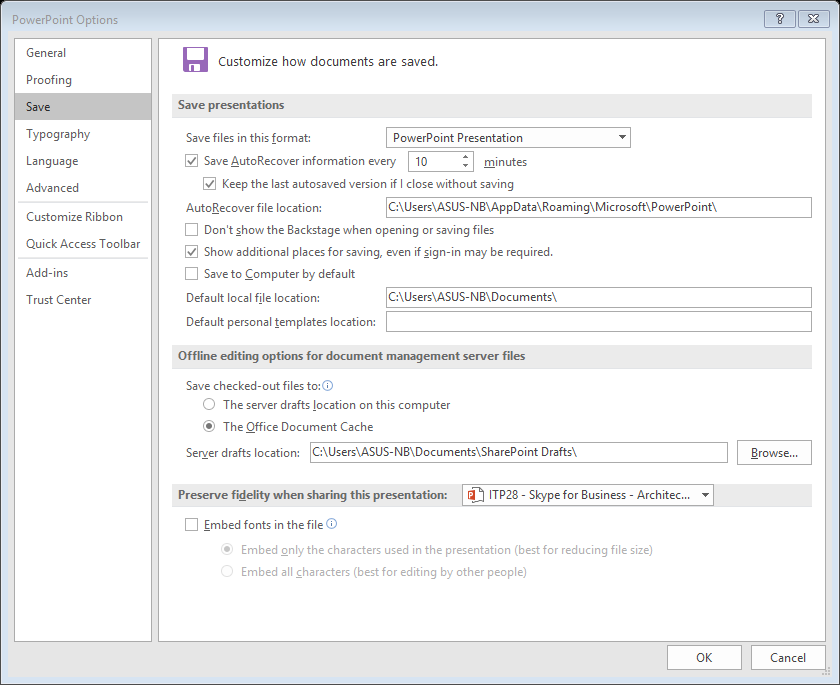 PowerPoint Options
General
Proofing
Save
Typography
Language
Advanced
Customize Ribbon
Quick Access Toolbar
Add-ins
Trust Center
Customize how documents are saved.
Save presentations
Save files in this format: PowerPoint Presentation
Save AutoRecover information every 10 minutes
Keep the last autosaved version if I close without saving
AutoRecover file location: C:\Users\ASUS-NB\AppData\Roaming\Microsoft\PowerPoint\
Don't show the Backstage when opening or saving files
Show additional places for saving, even if sign-in may be required.
Save to Computer by default
Default local file location: C:\Users\ASUS-NB\Documents\
Default personal templates location:
Offline editing options for document management server files
Save checked-out files to:
The server drafts location on this computer
The Office Document Cache
Server drafts location: C:\Users\ASUS-NB\Documents\SharePoint Drafts\ Browse...
Preserve fidelity when sharing this presentation: ITP28 - Skype for Business - Architec...
Embed fonts in the file
Embed only the characters used in the presentation (best for reducing file size)
Embed all characters (best for editing by other people)
OK Cancel